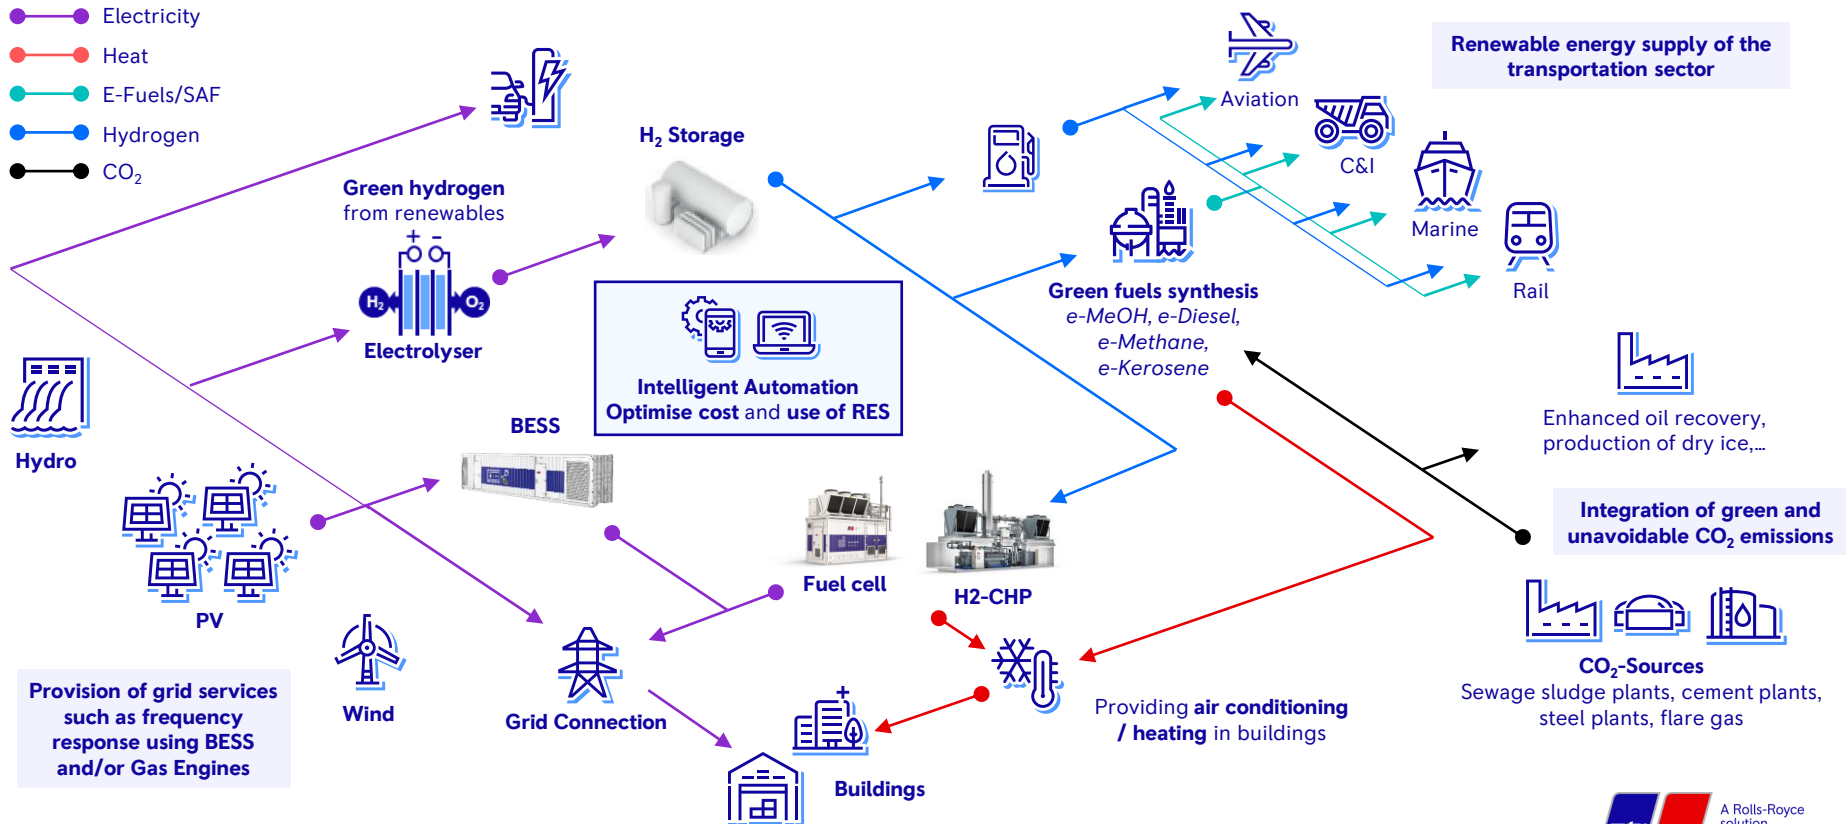 Electricity
Heat
E-Fuels/SAF
Hydrogen
CO₂
Renewable energy supply of the
transportation sector
Aviation
C&I
Marine
Rail
H₂ Storage
Green hydrogen
from renewables
+ −
H₂
O₂
Electrolyser
Green fuels synthesis
e-MeOH, e-Diesel,
e-Methane,
e-Kerosene
Intelligent Automation
Optimise cost and use of RES
Hydro
BESS
Enhanced oil recovery,
production of dry ice,...
Integration of green and
unavoidable CO₂ emissions
PV
Fuel cell
H2-CHP
Wind
Grid Connection
CO₂-Sources
Sewage sludge plants, cement plants,
steel plants, flare gas
Provision of grid services
such as frequency
response using BESS
and/or Gas Engines
Providing air conditioning
/ heating in buildings
Buildings
A Rolls-Royce
solution